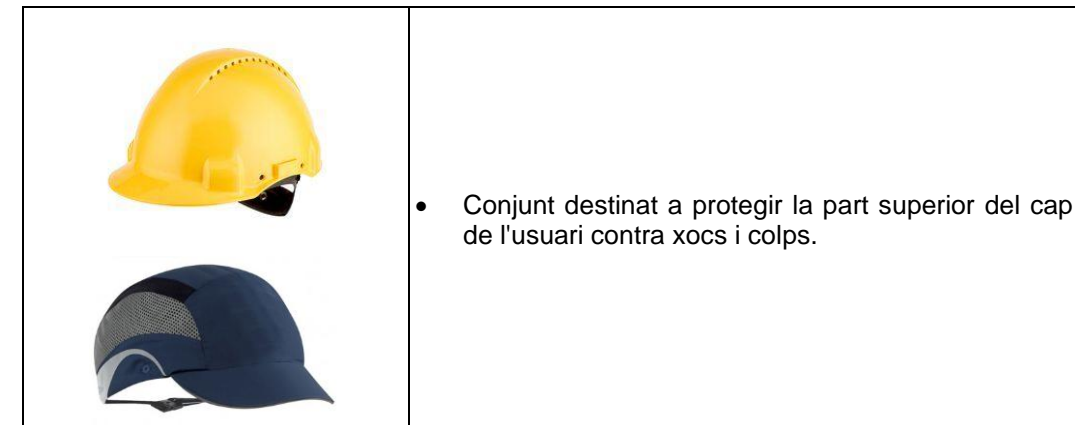 • Conjunt destinat a protegir la part superior del cap
de l'usuari contra xocs i colps.